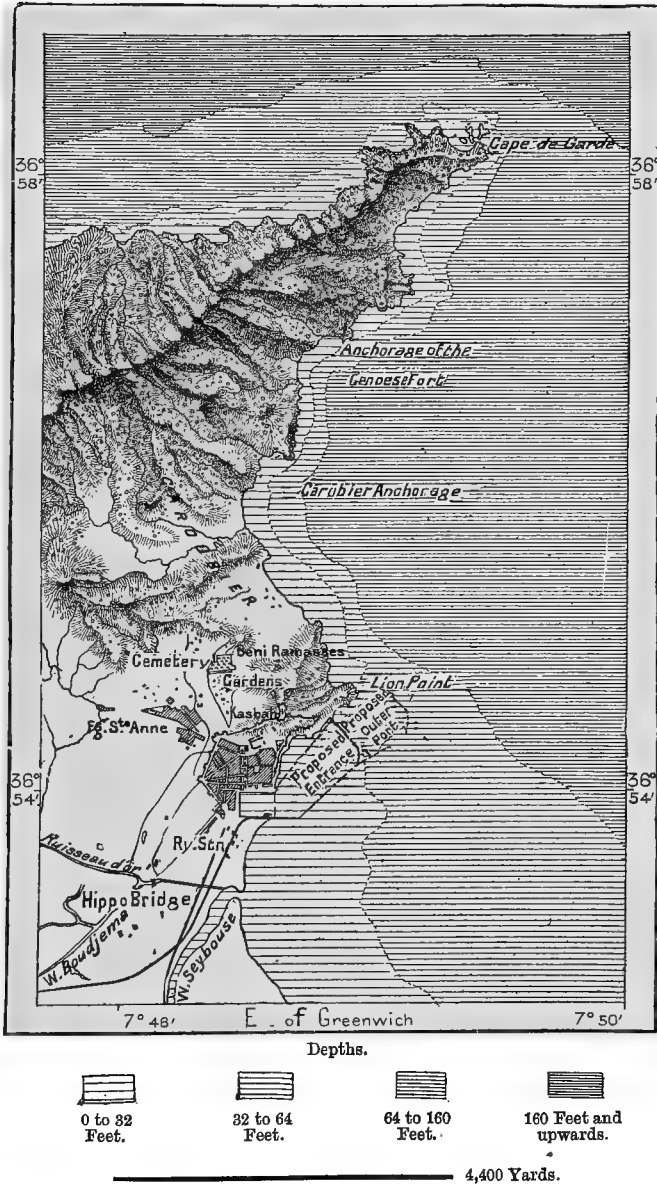 Cape de Garde
36°
58'
36°
58'
Anchorage of the
Genoese Fort
Carubier Anchorage
Beni Ramasses
Cemetery
Gardens
Lion Point
Kasbah
Fg. Ste Anne
Proposed
Outer
Port
Proposed
Entrance
36°
54'
36°
54'
Ry. Stn.
Ruisseau d'or
Hippo Bridge
W. Boudjema
W. Seybouse
7° 48'
E. of Greenwich
7° 50'
Depths.
0 to 32
Feet.
32 to 64
Feet.
64 to 160
Feet.
160 Feet and
upwards.
4,400 Yards.